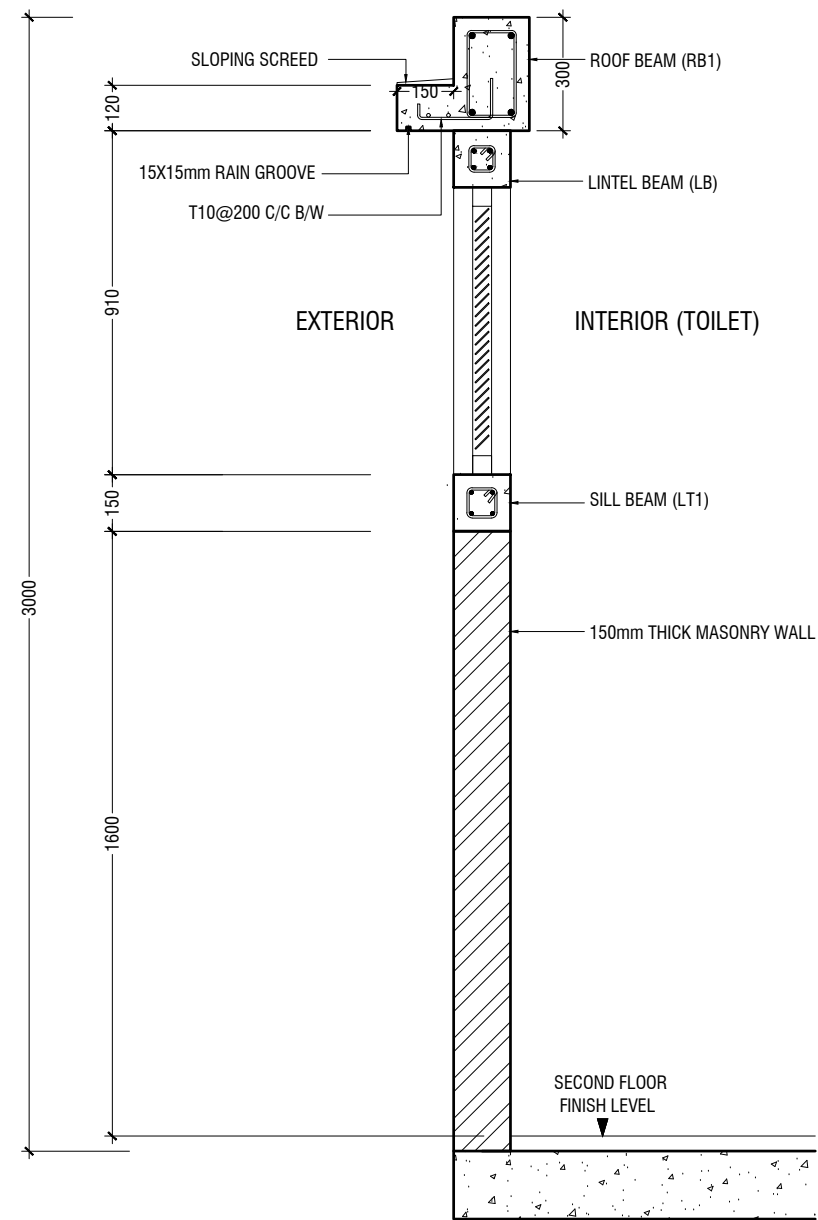 SLOPING SCREED
150
ROOF BEAM (RB1)
300
120
15X15mm RAIN GROOVE
LINTEL BEAM (LB)
T10@200 C/C B/W
910
EXTERIOR
INTERIOR (TOILET)
150
SILL BEAM (LT1)
3000
150mm THICK MASONRY WALL
1600
SECOND FLOOR
FINISH LEVEL